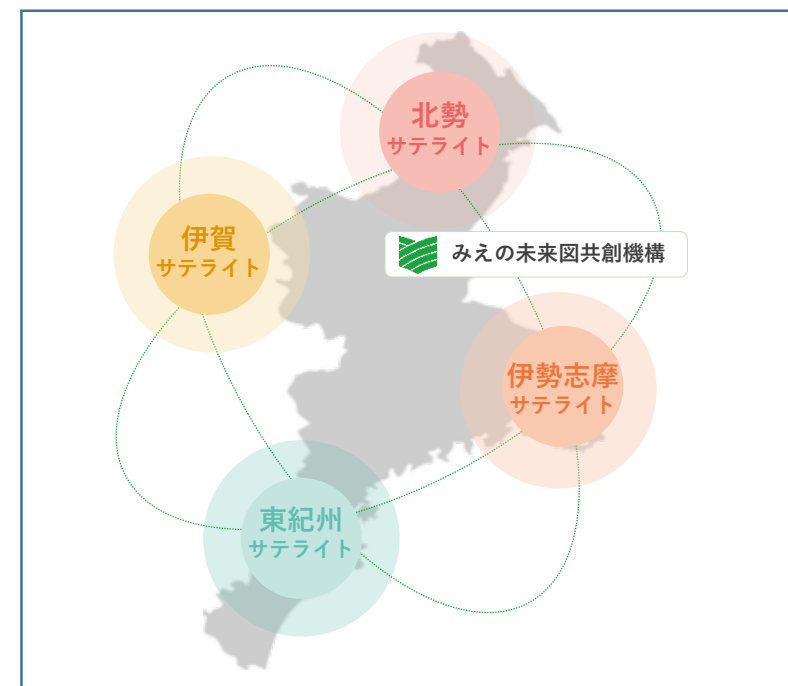 北勢
サテライト
伊賀
サテライト
みえの未来図共創機構
伊勢志摩
サテライト
東紀州
サテライト